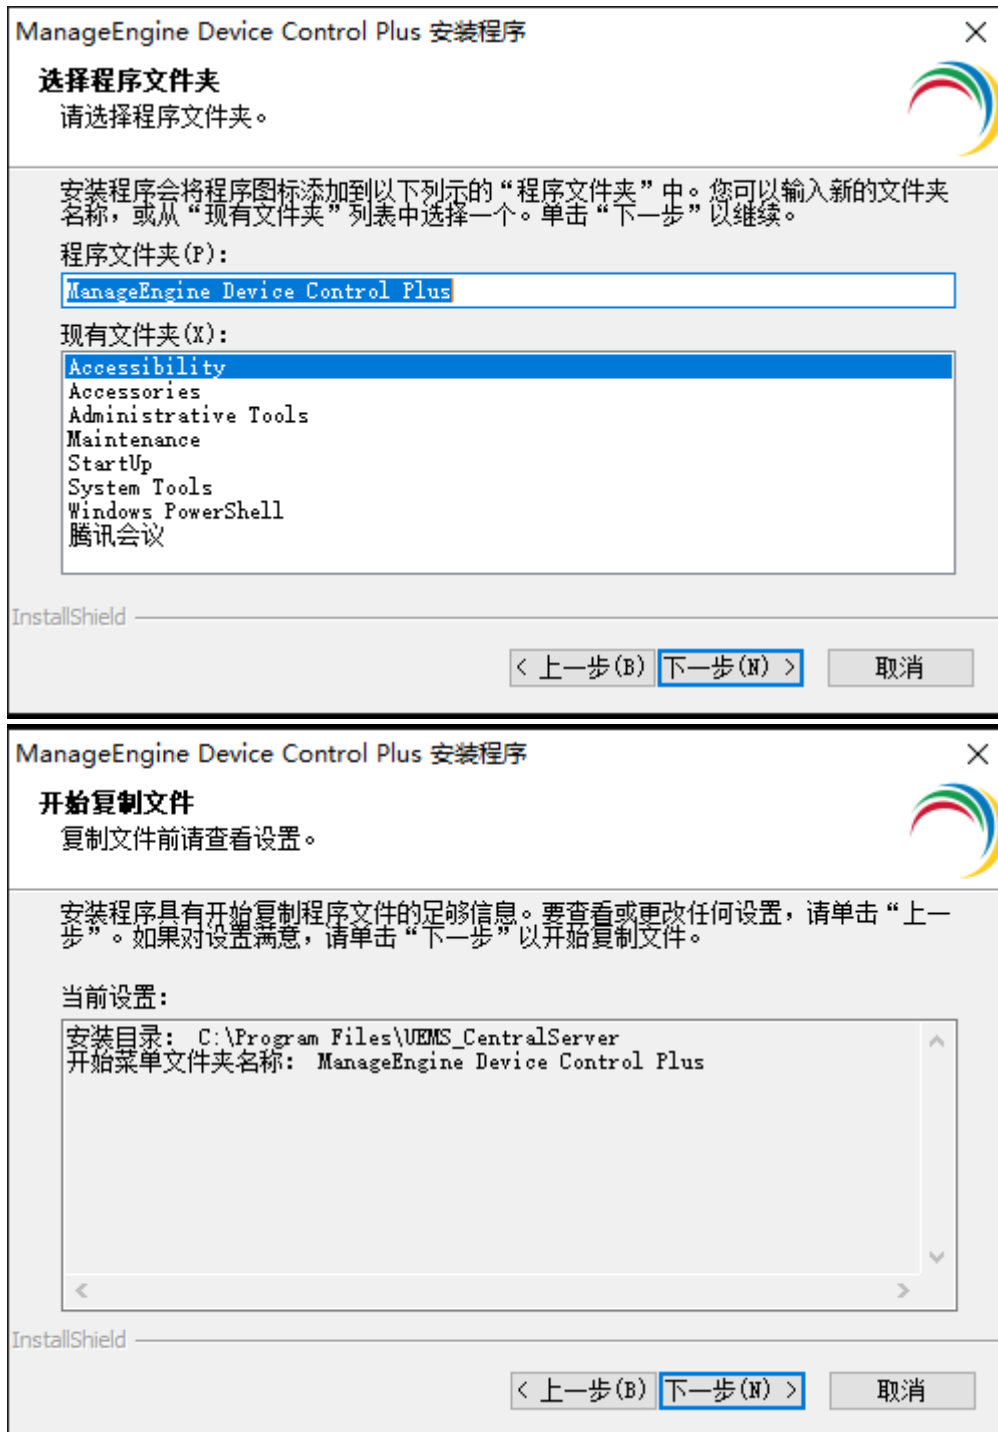 ManageEngine Device Control Plus 安装程序
选择程序文件夹
请选择程序文件夹。
安装程序会将程序图标添加到以下列示的“程序文件夹”中。您可以输入新的文件夹
名称，或从“现有文件夹”列表中选择一个。单击“下一步”以继续。
程序文件夹(P)：
ManageEngine Device Control Plus
现有文件夹(X)：
Accessibility
Accessories
Administrative Tools
Maintenance
StartUp
System Tools
Windows PowerShell
腾讯会议
InstallShield
< 上一步(B) 下一步(N) > 取消
ManageEngine Device Control Plus 安装程序
开始复制文件
复制文件前请查看设置。
安装程序具有开始复制程序文件的足够信息。要查看或更改任何设置，请单击“上一
步”。如果对设置满意，请单击“下一步”以开始复制文件。
当前设置：
安装目录： C:\Program Files\UEMS_CentralServer
开始菜单文件夹名称： ManageEngine Device Control Plus
InstallShield
< 上一步(B) 下一步(N) > 取消